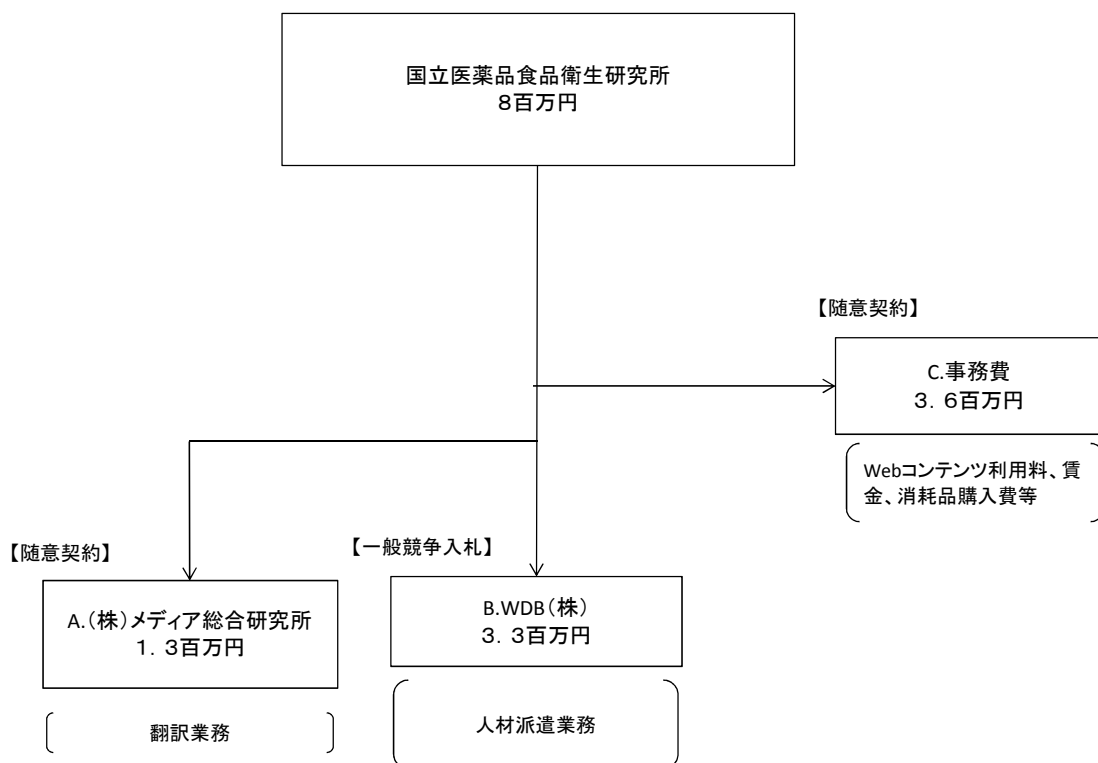 国立医薬品食品衛生研究所
８百万円
【随意契約】
C.事務費
３．６百万円
Webコンテンツ利用料、賃
金、消耗品購入費等
【随意契約】
A.（株）メディア総合研究所
１．３百万円
翻訳業務
【一般競争入札】
B.WDB（株）
３．３百万円
人材派遣業務